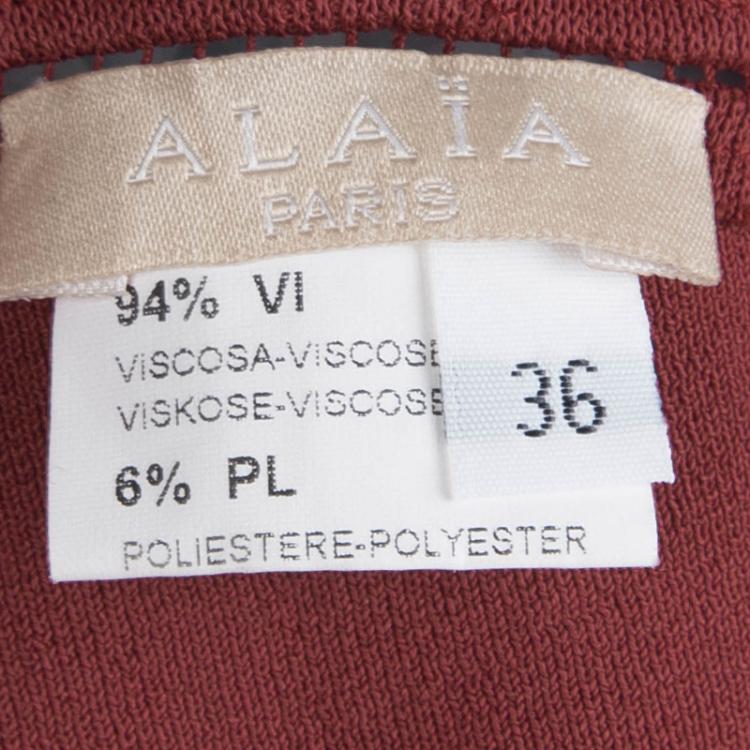 ALAÏA
PARIS
94% VI
VISCOSA-VISCOSE
VISKOSE-VISCOSE
36
6% PL
POLIESTERE-POLYESTER